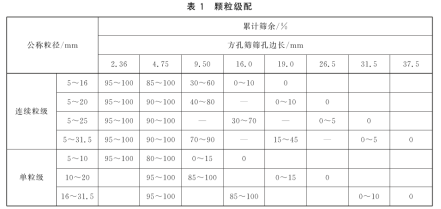 表 1 颗粒级配
公称粒径/mm 累计筛余/%
方孔筛筛孔边长/mm
2.36 4.75 9.50 16.0 19.0 26.5 31.5 37.5
连续粒级 5～16 95～100 85～100 30～60 0～10 0
5～20 95～100 90～100 40～80 — 0～10 0
5～25 95～100 90～100 — 30～70 — 0～5 0
5～31.5 95～100 90～100 70～90 — 15～45 — 0～5 0
单粒级 5～10 95～100 80～100 0～15 0
10～20 95～100 85～100 0～15 0
16～31.5 95～100 85～100 0～10 0